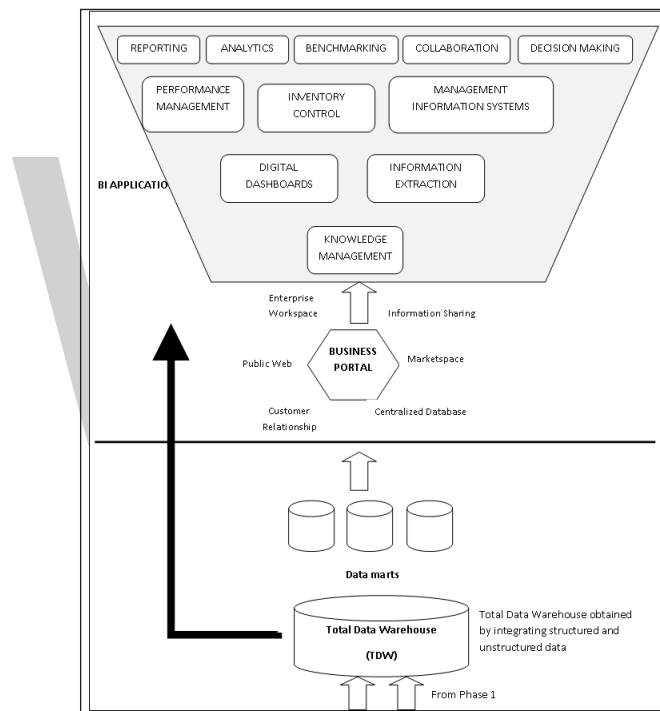 REPORTING
ANALYTICS
BENCHMARKING
COLLABORATION
DECISION MAKING
PERFORMANCE
MANAGEMENT
INVENTORY
CONTROL
MANAGEMENT
INFORMATION SYSTEMS
BI APPLICATIO
DIGITAL
DASHBOARDS
INFORMATION
EXTRACTION
KNOWLEDGE
MANAGEMENT
Enterprise
Workspace
Information Sharing
BUSINESS
PORTAL
Public Web
Marketspace
Customer
Relationship
Centralized Database
Data marts
Total Data Warehouse
(TDW)
Total Data Warehouse obtained
by integrating structured and
unstructured data
From Phase 1